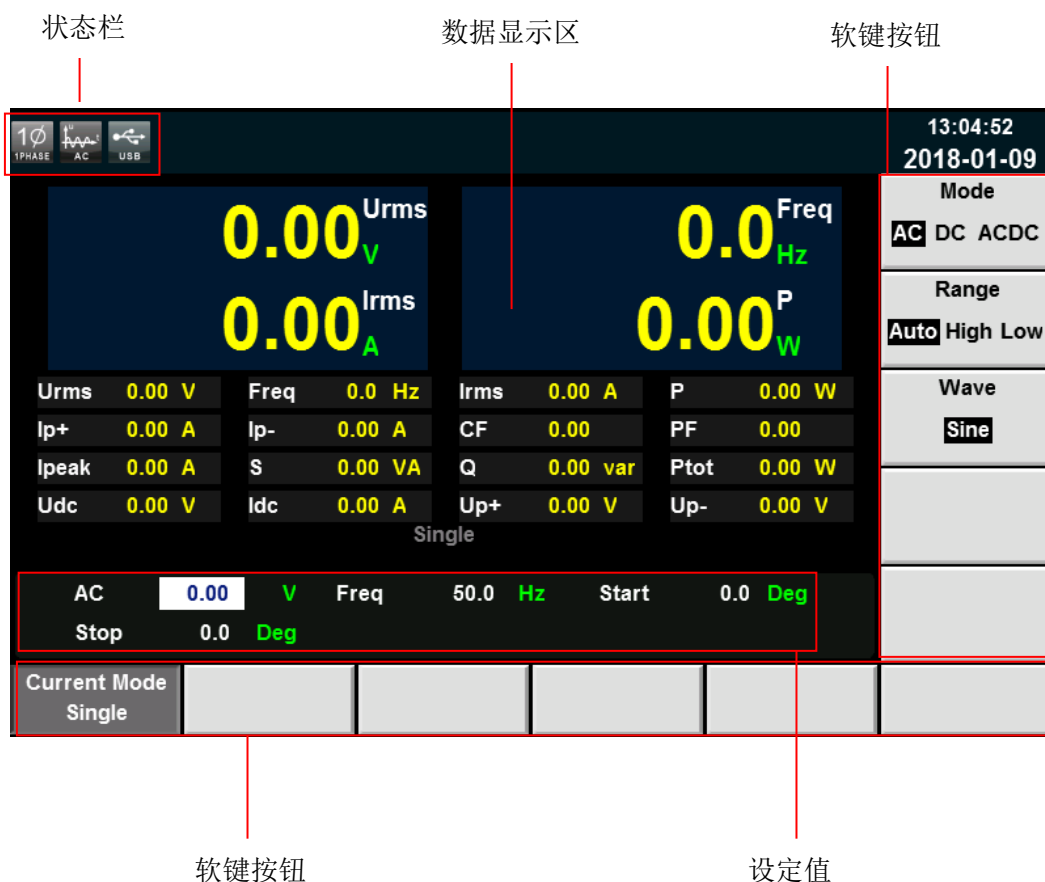 状态栏 数据显示区 软键按钮
1Ø 1PHASE AC USB
13:04:52
2018-01-09
0.00 Urms V 0.0 Freq Hz
0.00 Irms A 0.00 P W
Mode
AC DC ACDC
Range
Auto High Low
Wave
Sine
Urms 0.00 V Freq 0.0 Hz Irms 0.00 A P 0.00 W
Ip+ 0.00 A Ip- 0.00 A CF 0.00 PF 0.00
Ipeak 0.00 A S 0.00 VA Q 0.00 var Ptot 0.00 W
Udc 0.00 V Idc 0.00 A Up+ 0.00 V Up- 0.00 V
Single
AC 0.00 V Freq 50.0 Hz Start 0.0 Deg
Stop 0.0 Deg
Current Mode
Single
软键按钮 设定值